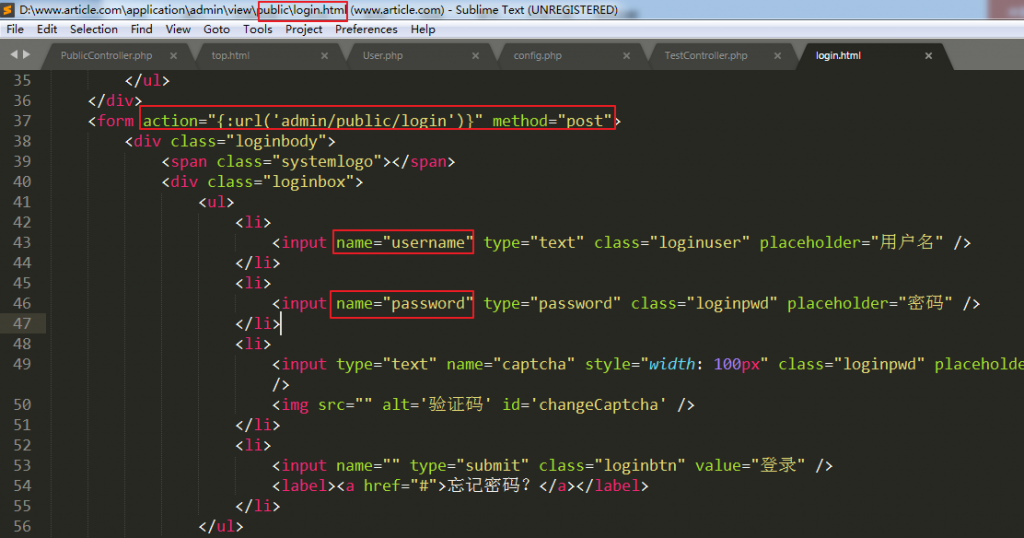 D:\www.article.com\application\admin\view\public\login.html (www.article.com) - Sublime Text (UNREGISTERED)
File Edit Selection Find View Goto Tools Project Preferences Help
PublicController.php × top.html × User.php × config.php × TestController.php × login.html ×
35 </ul>
36 </div>
37 <form action="{:url('admin/public/login')}" method="post">
38 <div class="loginbody">
39 <span class="systemlogo"></span>
40 <div class="loginbox">
41 <ul>
42 <li>
43 <input name="username" type="text" class="loginuser" placeholder="用户名" />
44 </li>
45 <li>
46 <input name="password" type="password" class="loginpwd" placeholder="密码" />
47 </li>
48 <li>
49 <input type="text" name="captcha" style="width: 100px" class="loginpwd" placeholde
/>
50 <img src="" alt='验证码' id='changeCaptcha' />
51 </li>
52 <li>
53 <input name="" type="submit" class="loginbtn" value="登录" />
54 <label><a href="#">忘记密码？</a></label>
55 </li>
56 </ul>